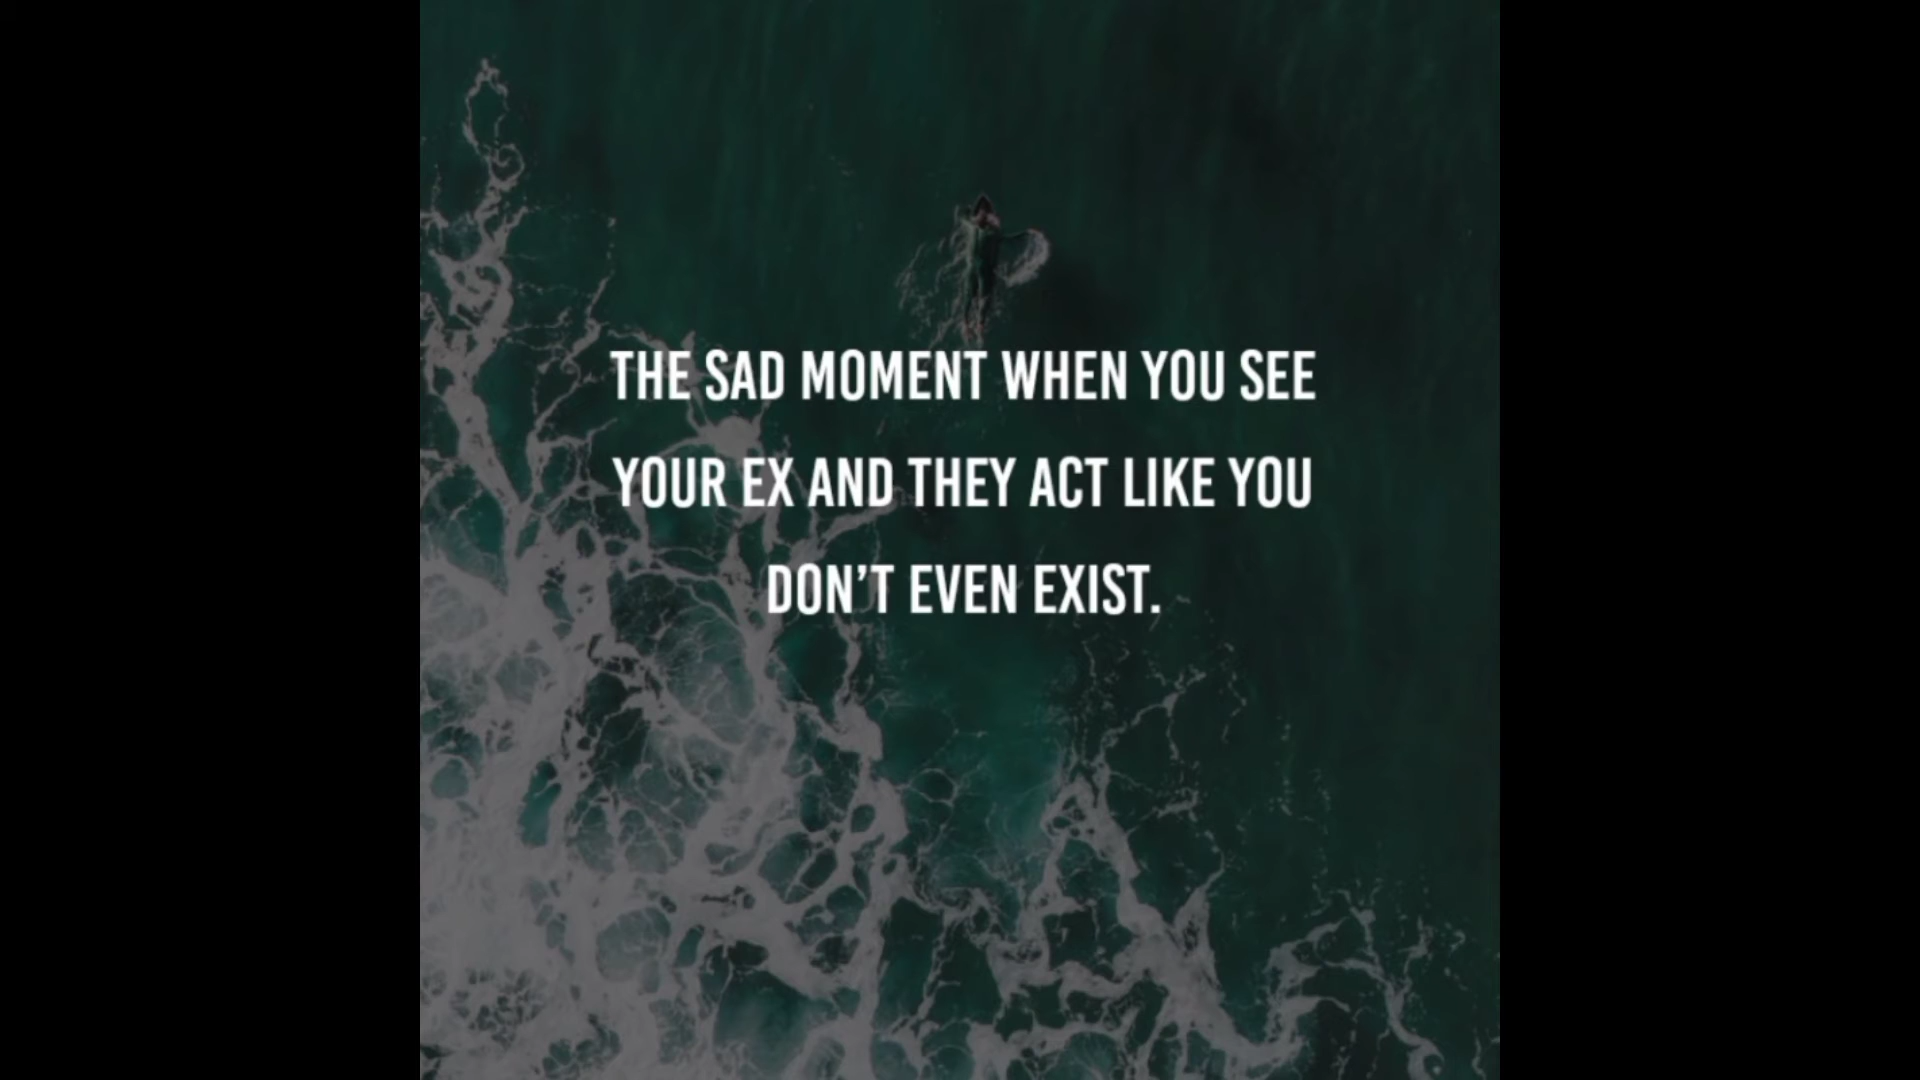 THE SAD MOMENT WHEN YOU SEE
YOUR EX AND THEY ACT LIKE YOU
DON’T EVEN EXIST.